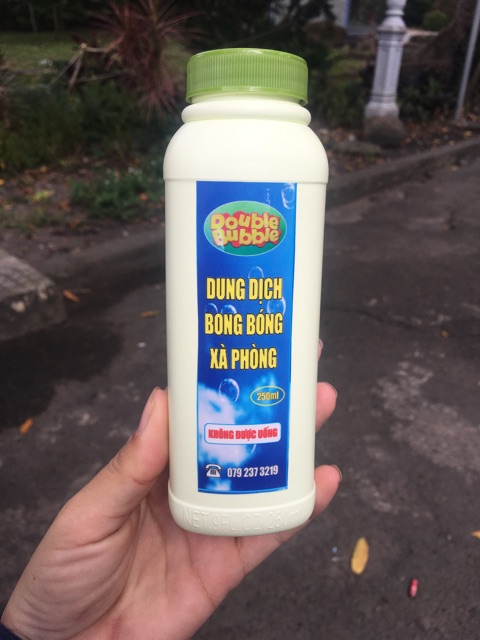 Double
Bubble
DUNG DỊCH
BONG BÓNG
XÀ PHÒNG
250ml
KHÔNG ĐƯỢC UỐNG
079 237 3219